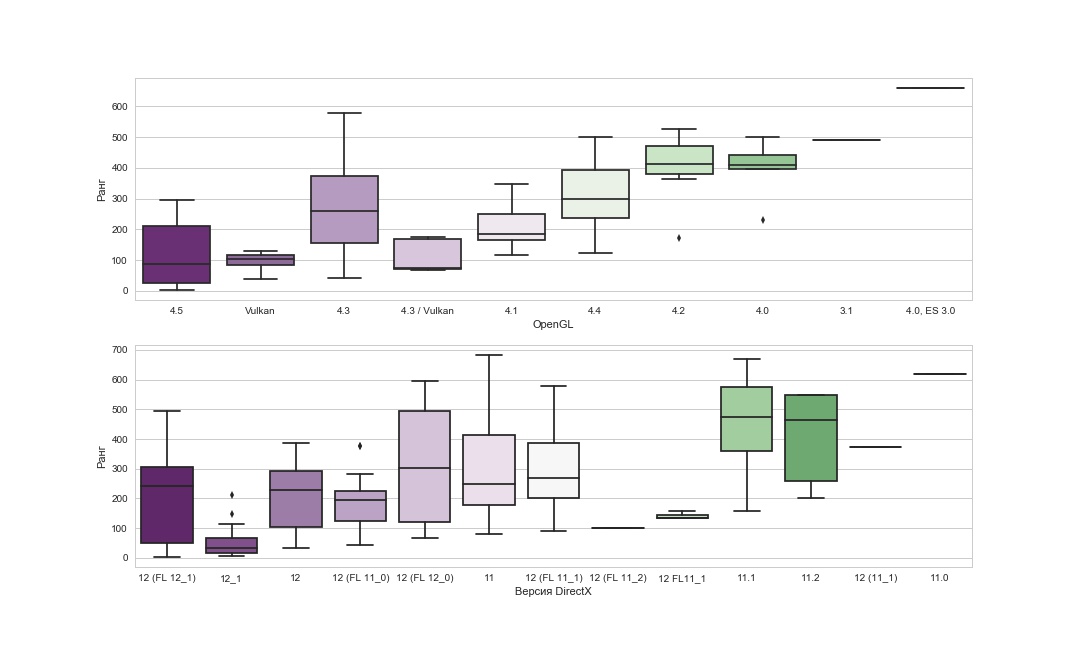 600
500
400
300
200
100
0
Ранг
4.5 Vulkan 4.3 4.3 / Vulkan 4.1 4.4 4.2 4.0 3.1 4.0, ES 3.0
OpenGL
700
600
500
400
300
200
100
0
Ранг
12 (FL 12_1) 12_1 12 12 (FL 11_0) 12 (FL 12_0) 11 12 (FL 11_1) 12 (FL 11_2) 12 FL11_1 11.1 11.2 12 (11_1) 11.0
Версия DirectX